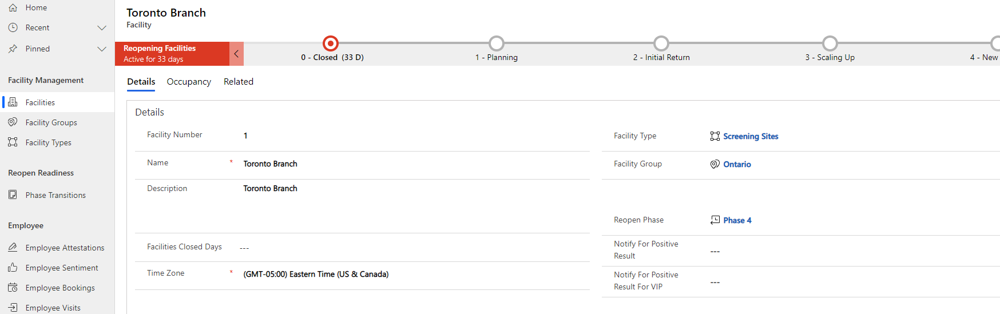 Home
Recent
Pinned
Facility Management
Facilities
Facility Groups
Facility Types
Reopen Readiness
Phase Transitions
Employee
Employee Attestations
Employee Sentiment
Employee Bookings
Employee Visits
Toronto Branch
Facility
Reopening Facilities
Active for 33 days
0 - Closed (33 D)
1 - Planning
2 - Initial Return
3 - Scaling Up
4 - New
Details
Occupancy
Related
Details
Facility Number
1
Name
*
Toronto Branch
Description
Toronto Branch
Facilities Closed Days
---
Time Zone
*
(GMT-05:00) Eastern Time (US & Canada)
Facility Type
Screening Sites
Facility Group
Ontario
Reopen Phase
Phase 4
Notify For Positive
Result
---
Notify For Positive
Result For VIP
---